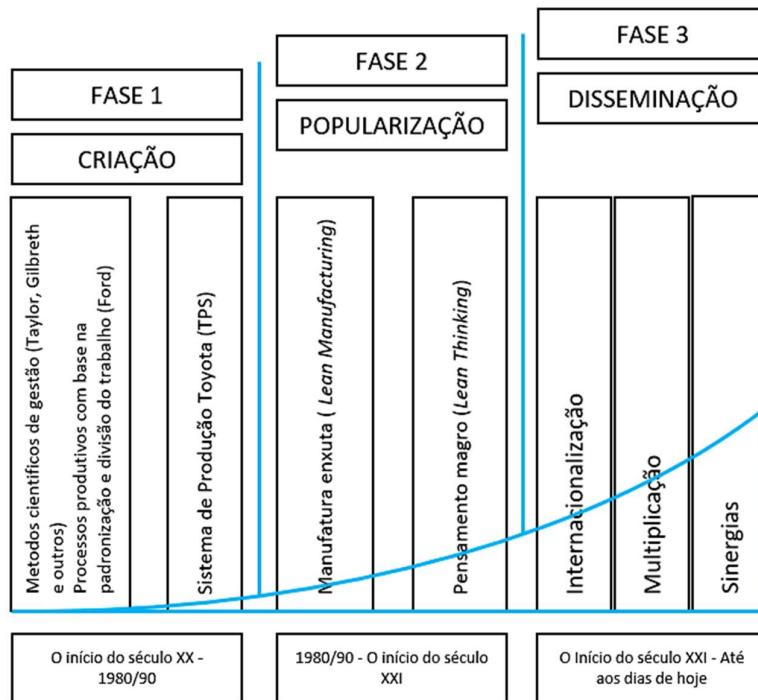 FASE 1
CRIAÇÃO
Metodos científicos de gestão (Taylor, Gilbreth
e outros)
Processos produtivos com base na
padronização e divisão do trabalho (Ford)
Sistema de Produção Toyota (TPS)
O início do século XX -
1980/90
FASE 2
POPULARIZAÇÃO
Manufatura enxuta ( Lean Manufacturing)
Pensamento magro (Lean Thinking)
1980/90 - O início do século
XXI
FASE 3
DISSEMINAÇÃO
Internacionalização
Multiplicação
Sinergias
O Início do século XXI - Até
aos dias de hoje